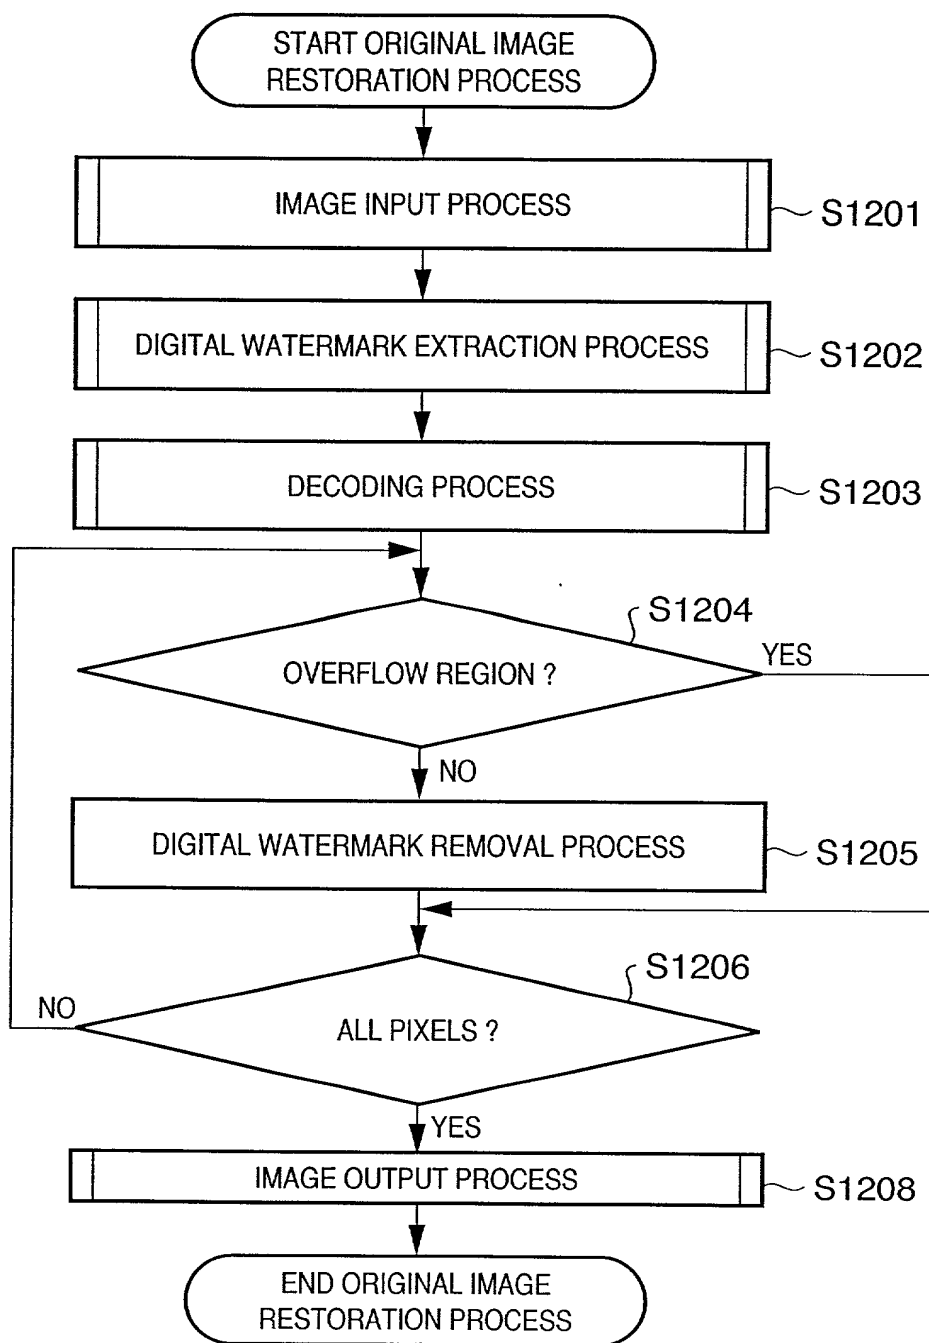 START ORIGINAL IMAGE
RESTORATION PROCESS
IMAGE INPUT PROCESS
S1201
DIGITAL WATERMARK EXTRACTION PROCESS
S1202
DECODING PROCESS
S1203
S1204
OVERFLOW REGION ?
YES
NO
DIGITAL WATERMARK REMOVAL PROCESS
S1205
S1206
NO
ALL PIXELS ?
YES
IMAGE OUTPUT PROCESS
S1208
END ORIGINAL IMAGE
RESTORATION PROCESS